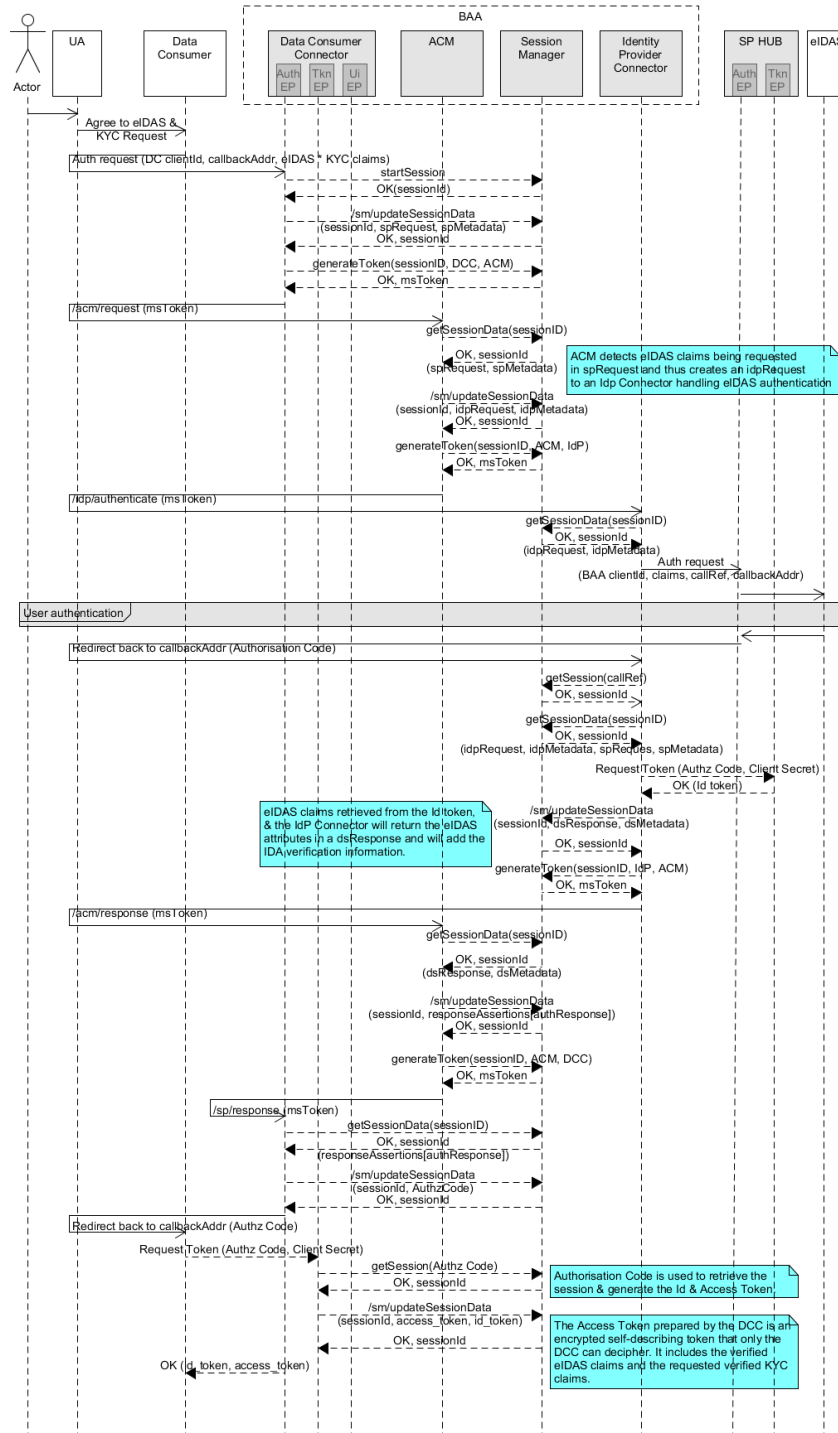 BAA
UA
Data
Consumer
Data Consumer
Connector
Auth
EP
Tkn
EP
Ui
EP
ACM
Session
Manager
Identity
Provider
Connector
SP HUB
Auth
EP
Tkn
EP
eIDAS
Actor
Agree to eIDAS &
KYC Request
Auth request (DC clientId, callbackAddr, eIDAS * KYC claims)
startSession
OK(sessionId)
/sm/updateSessionData
(sessionId, spRequest, spMetadata)
OK, sessionId
generateToken(sessionID, DCC, ACM)
OK, msToken
/acm/request (msToken)
getSessionData(sessionID)
OK, sessionId
(spRequest, spMetadata)
ACM detects eIDAS claims being requested
in spRequest and thus creates an idpRequest
to an Idp Connector handling eIDAS authentication
/sm/updateSessionData
(sessionId, idpRequest, idpMetadata)
OK, sessionId
generateToken(sessionID, ACM, IdP)
OK, msToken
/idp/authenticate (msToken)
getSessionData(sessionID)
OK, sessionId
(idpRequest, idpMetadata)
Auth request
(BAA clientId, claims, callRef, callbackAddr)
User authentication
Redirect back to callbackAddr (Authorisation Code)
getSession(callRef)
OK, sessionId
getSessionData(sessionID)
OK, sessionId
(idpRequest, idpMetadata, spReques, spMetadata)
Request Token (Authz Code, Client Secret)
OK (Id token)
eIDAS claims retrieved from the Id token,
& the IdP Connector will return the eIDAS
attributes in a dsResponse and will add the
IDA verification information.
/sm/updateSessionData
(sessionId, dsResponse, dsMetadata)
OK, sessionId
generateToken(sessionID, IdP, ACM)
OK, msToken
/acm/response (msToken)
getSessionData(sessionID)
OK, sessionId
(dsResponse, dsMetadata)
/sm/updateSessionData
(sessionId, responseAssertions[authResponse])
OK, sessionId
generateToken(sessionID, ACM, DCC)
OK, msToken
/sp/response (msToken)
getSessionData(sessionID)
OK, sessionId
(responseAssertions[authResponse])
/sm/updateSessionData
(sessionId, AuthzCode)
OK, sessionId
Redirect back to callbackAddr (Authz Code)
Request Token (Authz Code, Client Secret)
getSession(Authz Code)
OK, sessionId
Authorisation Code is used to retrieve the
session & generate the Id & Access Token.
/sm/updateSessionData
(sessionId, access_token, id_token)
OK, sessionId
The Access Token prepared by the DCC is an
encrypted self-describing token that only the
DCC can decipher. It includes the verified
eIDAS claims and the requested verified KYC
claims.
OK (id_token, access_token)